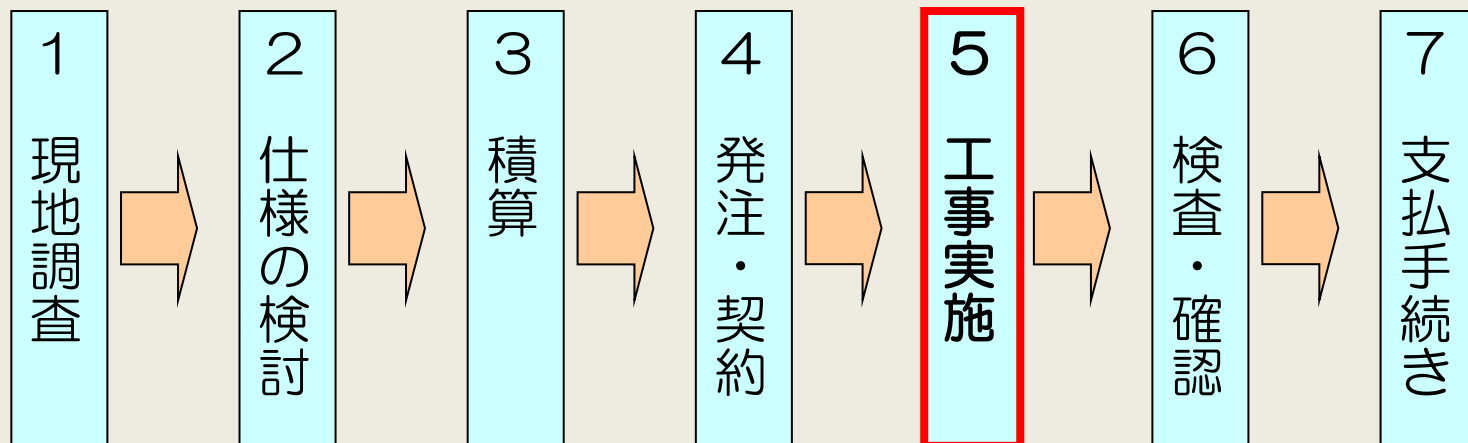 １　現地調査
２　仕様の検討
３　積算
４　発注・契約
５　工事実施
６　検査・確認
７　支払手続き